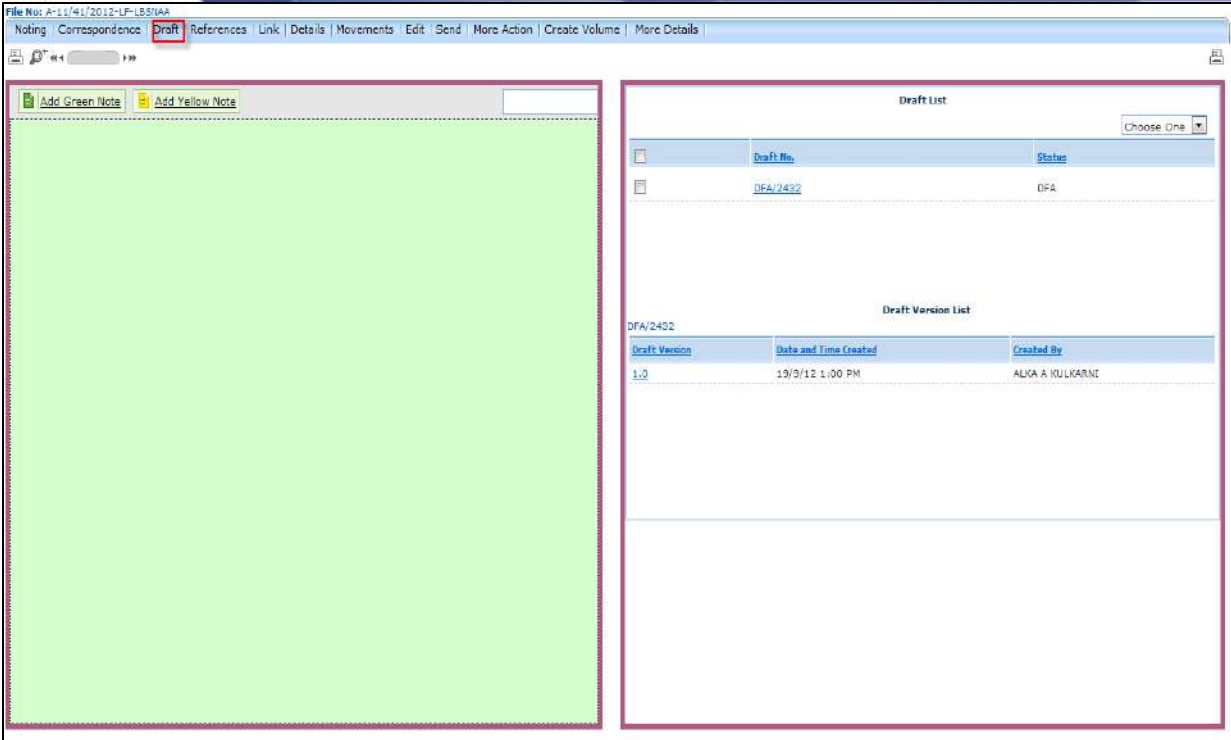 File No: A-11/41/2012-LF-LBSNAA
Noting | Correspondence | Draft | References | Link | Details | Movements | Edit | Send | More Action | Create Volume | More Details
Add Green Note Add Yellow Note
Draft List
Choose One
Draft No. Status
DFA/2432 DFA
Draft Version List
DFA/2432
Draft Version Date and Time Created Created By
1.0 19/9/12 1:00 PM ALKA A KULKARNI